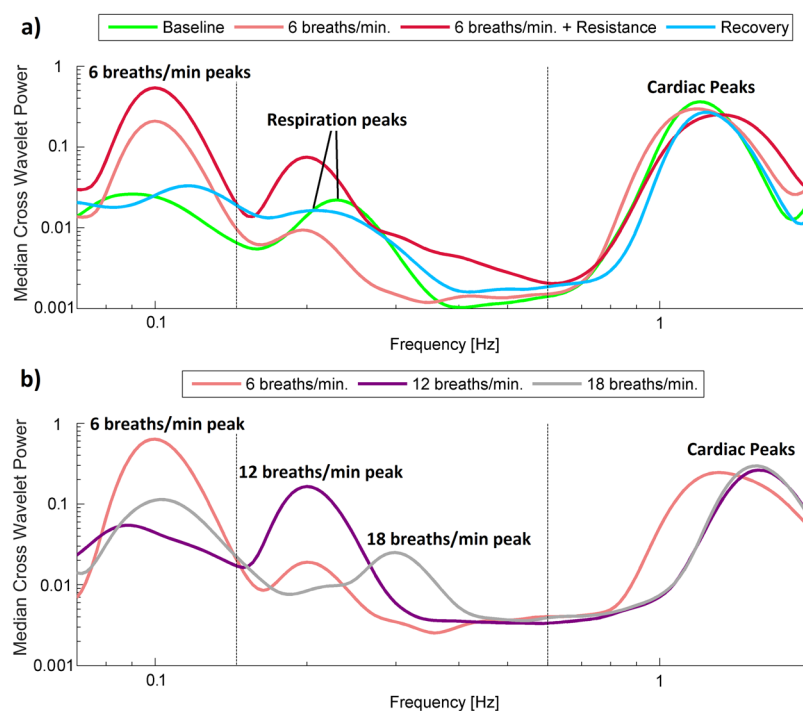 a)
Baseline 6 breaths/min. 6 breaths/min. + Resistance Recovery
6 breaths/min peaks
Cardiac Peaks
Respiration peaks
Median Cross Wavelet Power
1
0.1
0.01
0.001
0.1 1
Frequency [Hz]
b)
6 breaths/min. 12 breaths/min. 18 breaths/min.
6 breaths/min peak
Cardiac Peaks
12 breaths/min peak
18 breaths/min peak
Median Cross Wavelet Power
1
0.1
0.01
0.001
0.1 1
Frequency [Hz]